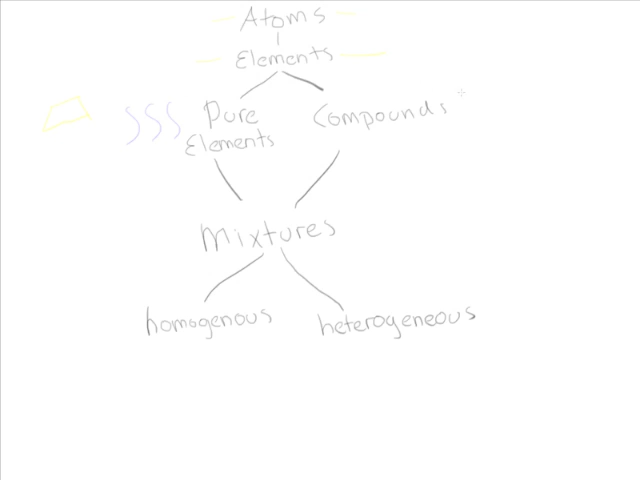 Atoms
Elements
Pure
Elements
Compounds
Mixtures
homogenous
heterogeneous